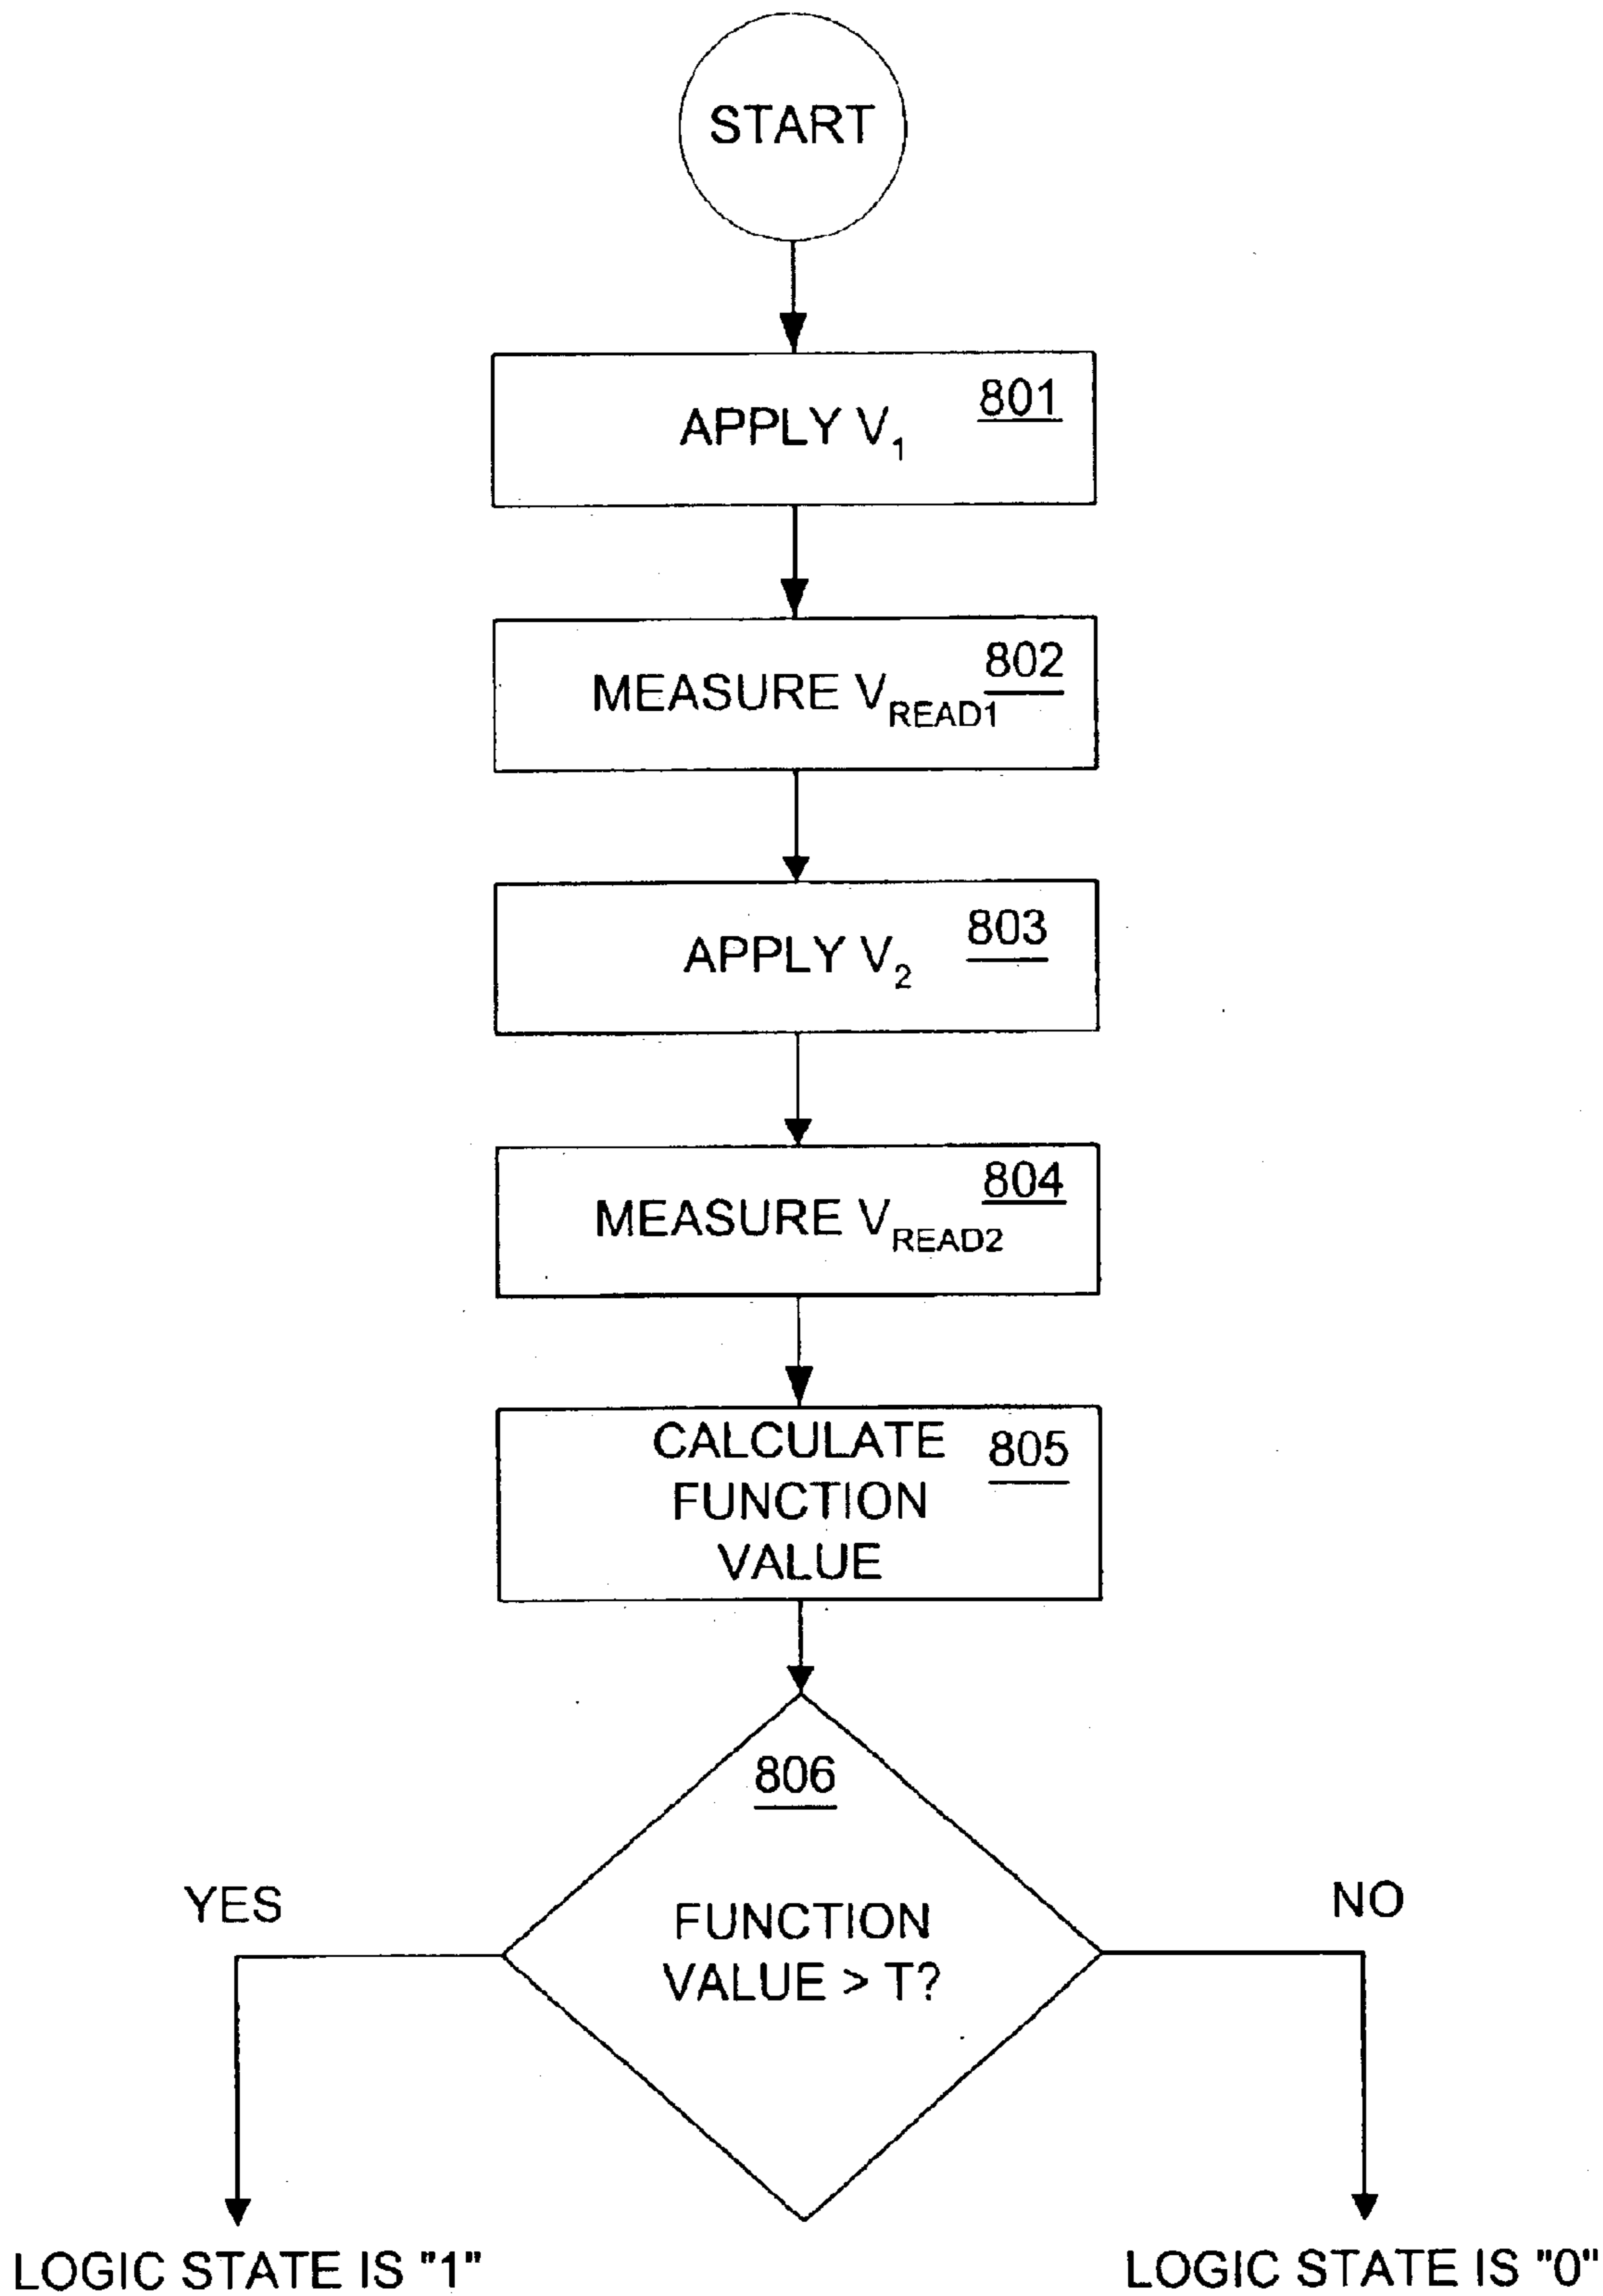 START
801
APPLY V1
802
MEASURE VREAD1
803
APPLY V2
804
MEASURE VREAD2
805
CALCULATE
FUNCTION
VALUE
806
FUNCTION
VALUE > T?
YES
NO
LOGIC STATE IS "1"
LOGIC STATE IS "0"